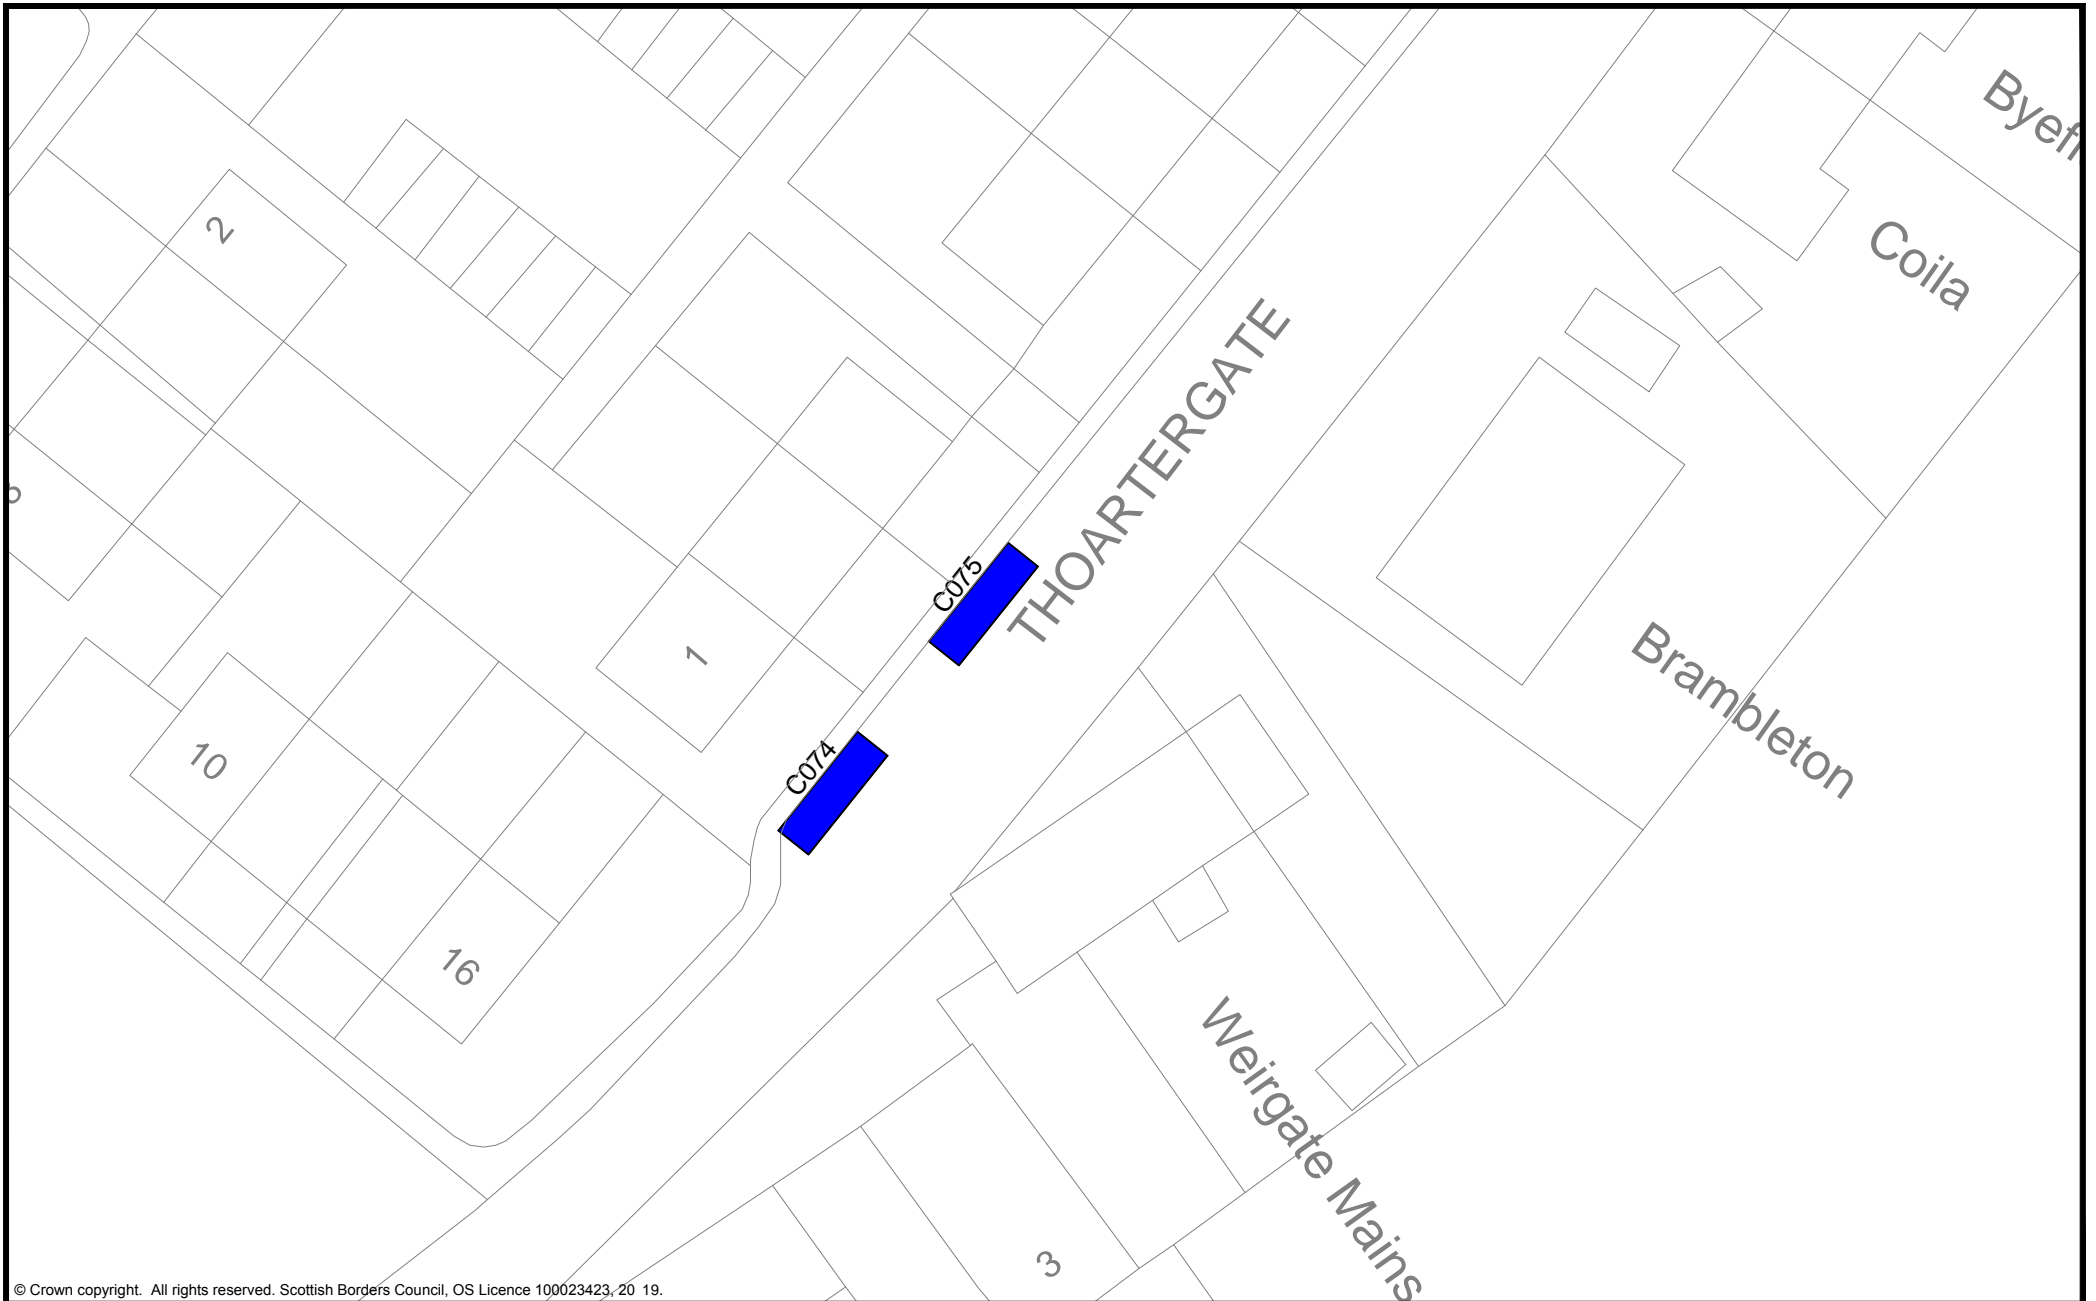 Byeff
2
Coila
THOARTERGATE
C075
Brambleton
1
C074
10
16
Weirgate Mains
3
© Crown copyright. All rights reserved. Scottish Borders Council, OS Licence 100023423, 20 19.